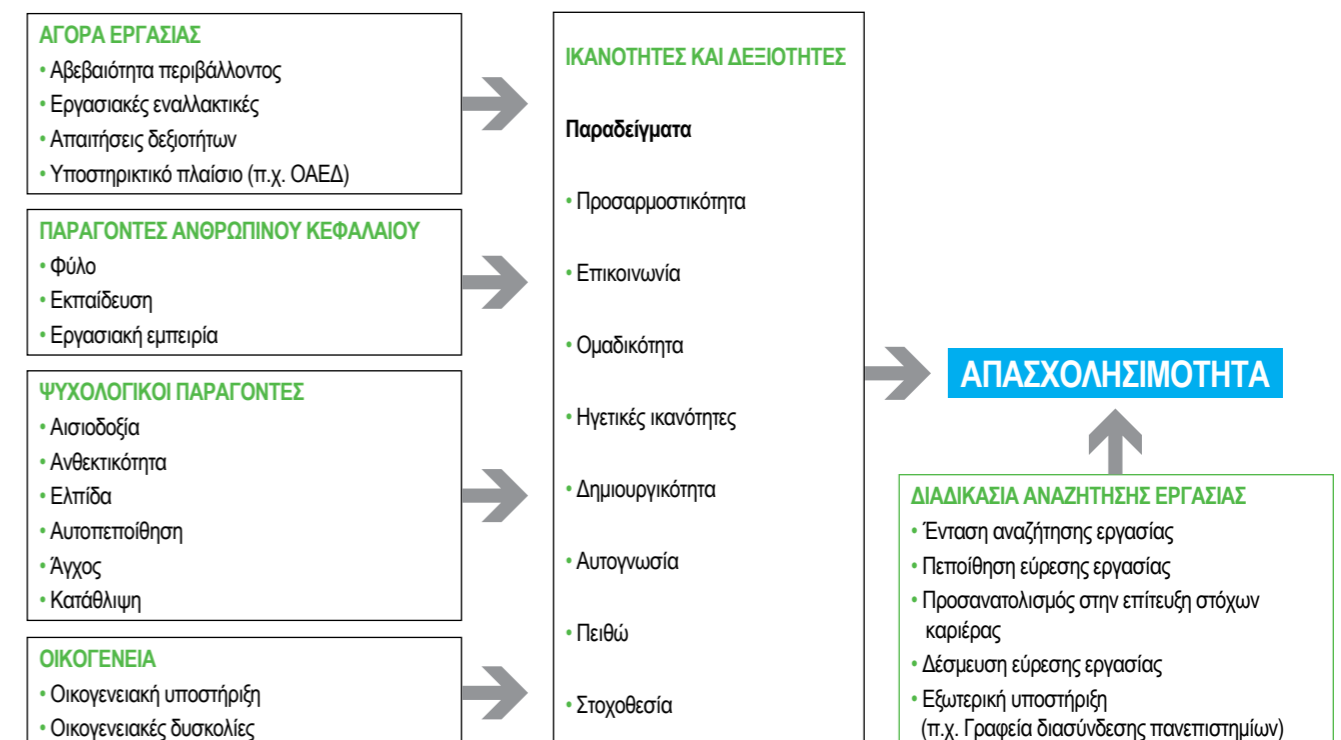 ΑΓΟΡΑ ΕΡΓΑΣΙΑΣ
• Αβεβαιότητα περιβάλλοντος
• Εργασιακές εναλλακτικές
• Απαιτήσεις δεξιοτήτων
• Υποστηρικτικό πλαίσιο (π.χ. ΟΑΕΔ)
ΠΑΡΑΓΟΝΤΕΣ ΑΝΘΡΩΠΙΝΟΥ ΚΕΦΑΛΑΙΟΥ
• Φύλο
• Εκπαίδευση
• Εργασιακή εμπειρία
ΨΥΧΟΛΟΓΙΚΟΙ ΠΑΡΑΓΟΝΤΕΣ
• Αισιοδοξία
• Ανθεκτικότητα
• Ελπίδα
• Αυτοπεποίθηση
• Άγχος
• Κατάθλιψη
ΟΙΚΟΓΕΝΕΙΑ
• Οικογενειακή υποστήριξη
• Οικογενειακές δυσκολίες
ΙΚΑΝΟΤΗΤΕΣ ΚΑΙ ΔΕΞΙΟΤΗΤΕΣ
Παραδείγματα
• Προσαρμοστικότητα
• Επικοινωνία
• Ομαδικότητα
• Ηγετικές ικανότητες
• Δημιουργικότητα
• Αυτογνωσία
• Πειθώ
• Στοχοθεσία
ΑΠΑΣΧΟΛΗΣΙΜΟΤΗΤΑ
ΔΙΑΔΙΚΑΣΙΑ ΑΝΑΖΗΤΗΣΗΣ ΕΡΓΑΣΙΑΣ
• Ένταση αναζήτησης εργασίας
• Πεποίθηση εύρεσης εργασίας
• Προσανατολισμός στην επίτευξη στόχων
καριέρας
• Δέσμευση εύρεσης εργασίας
• Εξωτερική υποστήριξη
(π.χ. Γραφεία διασύνδεσης πανεπιστημίων)